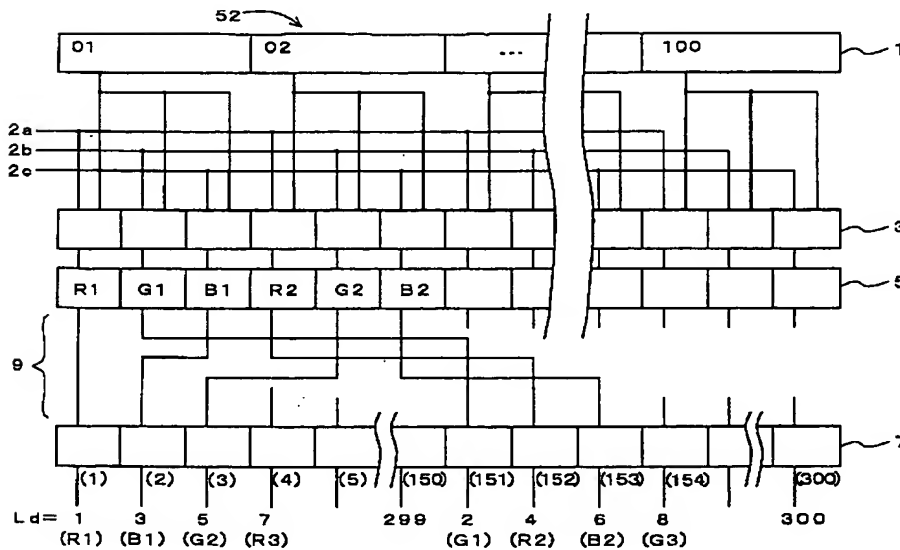 52
01 02 --- 100 1
2a
2b
2c
3
R1 G1 B1 R2 G2 B2 5
9
7
(1) (2) (3) (4) (5) (150) (151) (152) (153) (154) (300)
Ld= 1 3 5 7 299 2 4 6 8 300
(R1) (B1) (G2) (R3) (G1) (R2) (B2) (G3)